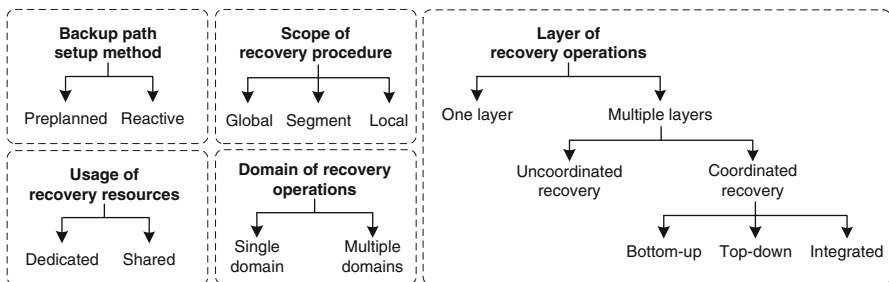 Backup path
setup method
Preplanned Reactive
Scope of
recovery procedure
Global Segment Local
Usage of
recovery resources
Dedicated Shared
Domain of recovery
operations
Single
domain
Multiple
domains
Layer of
recovery operations
One layer Multiple layers
Uncoordinated
recovery
Coordinated
recovery
Bottom-up Top-down Integrated